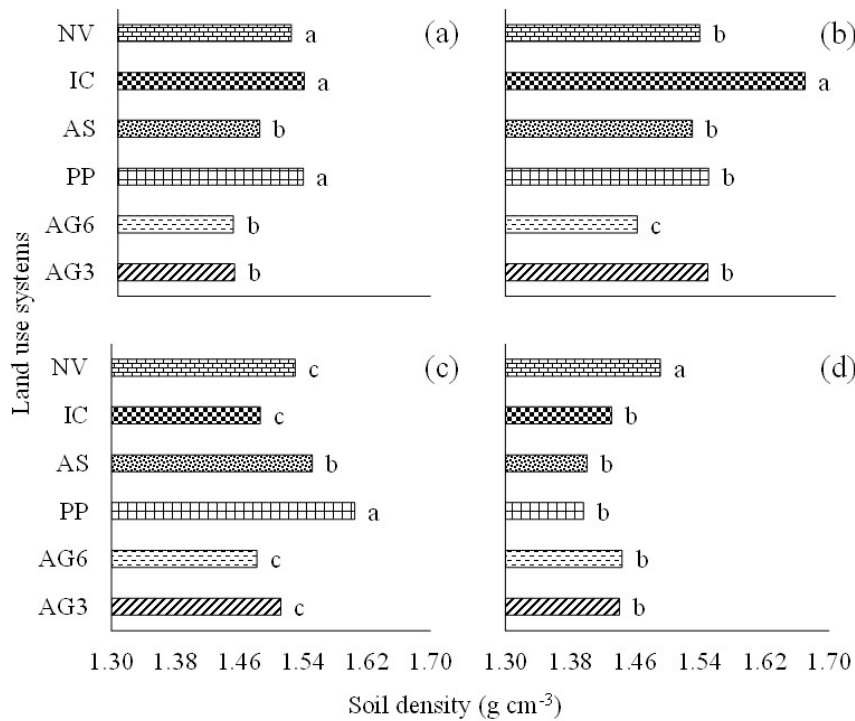 NV a (a) b (b)
IC a a
AS b b
PP a b
AG6 b c
AG3 b b
Land use systems
NV c (c) a (d)
IC c b
AS b b
PP a b
AG6 c b
AG3 c b
1.30 1.38 1.46 1.54 1.62 1.70 1.30 1.38 1.46 1.54 1.62 1.70
Soil density (g cm⁻³)